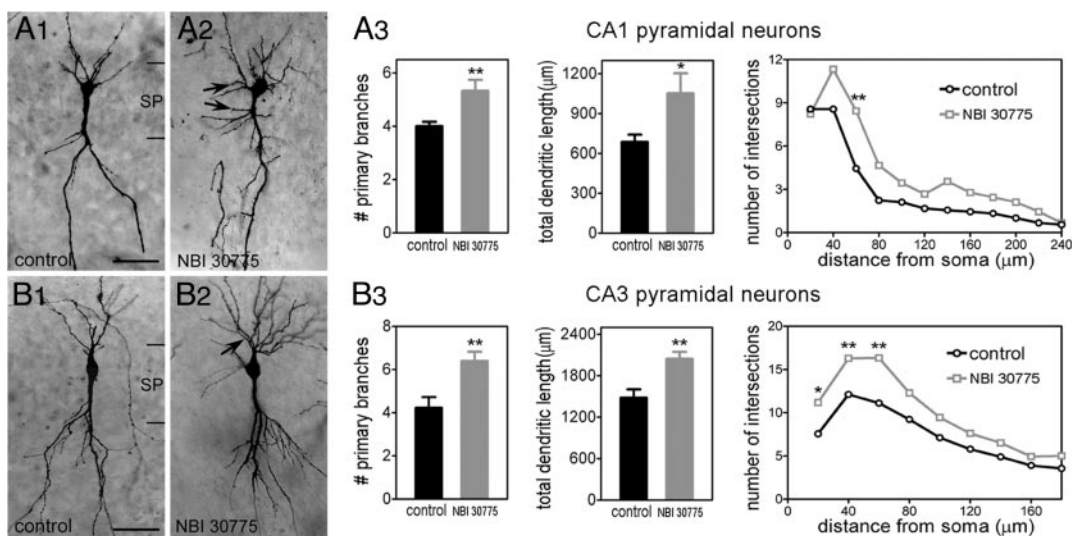 A1
SP
control
A2
NBI 30775
A3
CA1 pyramidal neurons
# primary branches
6
4
2
0
control
NBI 30775
**
total dendritic length(µm)
1200
900
600
300
0
control
NBI 30775
*
number of intersections
12
9
6
3
0
**
control
NBI 30775
0 40 80 120 160 200 240
distance from soma (µm)
B1
SP
control
B2
NBI 30775
B3
CA3 pyramidal neurons
# primary branches
8
6
4
2
0
control
NBI 30775
**
total dendritic length(µm)
2400
1800
1200
600
0
control
NBI 30775
**
number of intersections
20
15
10
5
0
*
**
**
control
NBI 30775
0 40 80 120 160
distance from soma (µm)